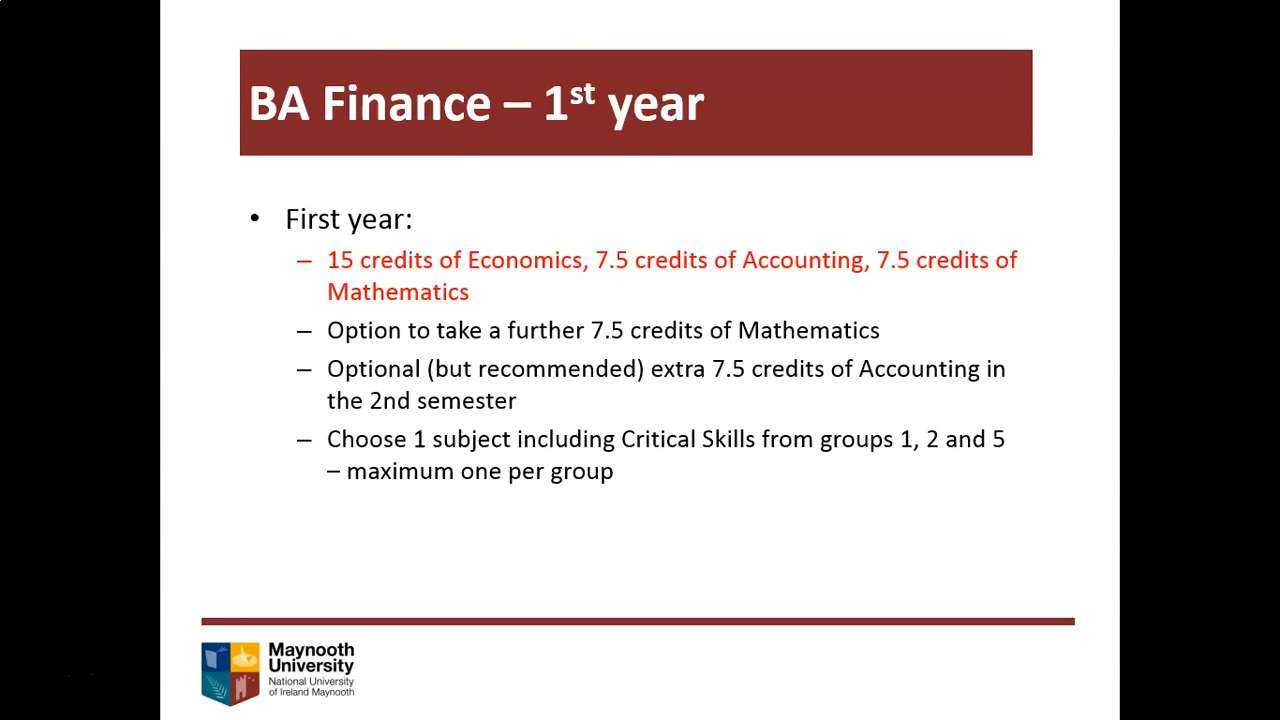 BA Finance – 1st year
• First year:
– 15 credits of Economics, 7.5 credits of Accounting, 7.5 credits of
Mathematics
– Option to take a further 7.5 credits of Mathematics
– Optional (but recommended) extra 7.5 credits of Accounting in
the 2nd semester
– Choose 1 subject including Critical Skills from groups 1, 2 and 5
– maximum one per group
Maynooth
University
National University
of Ireland Maynooth